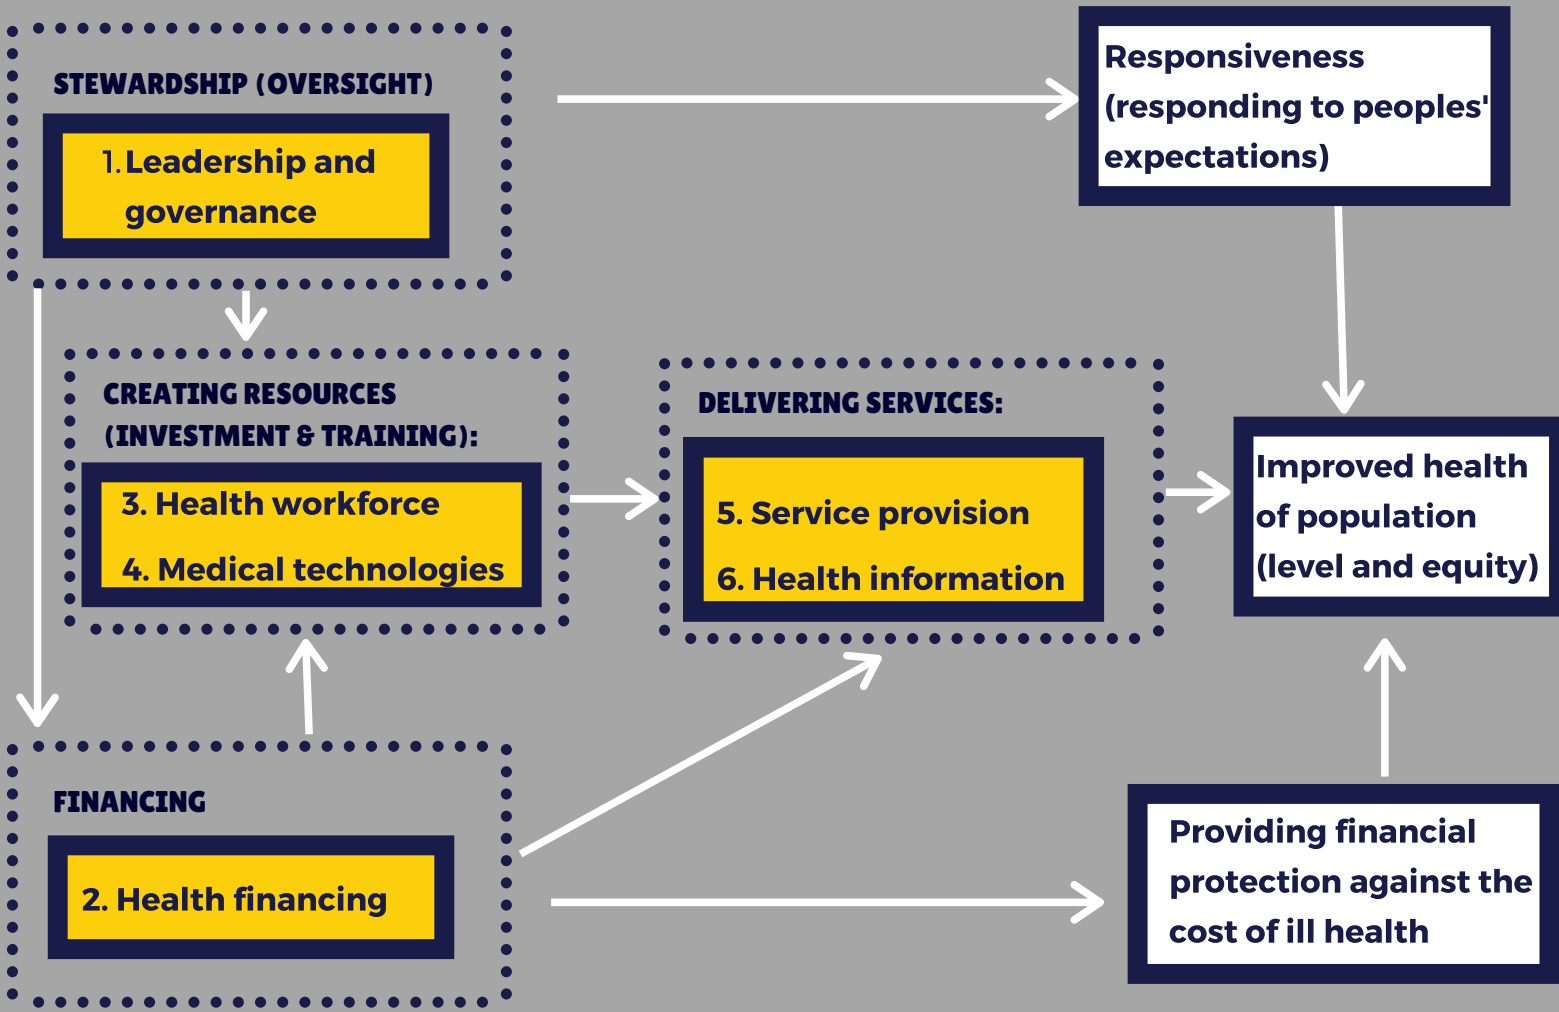 STEWARDSHIP (OVERSIGHT)
1. Leadership and
governance
Responsiveness
(responding to peoples'
expectations)
CREATING RESOURCES
(INVESTMENT & TRAINING):
3. Health workforce
4. Medical technologies
DELIVERING SERVICES:
5. Service provision
6. Health information
Improved health
of population
(level and equity)
FINANCING
2. Health financing
Providing financial
protection against the
cost of ill health